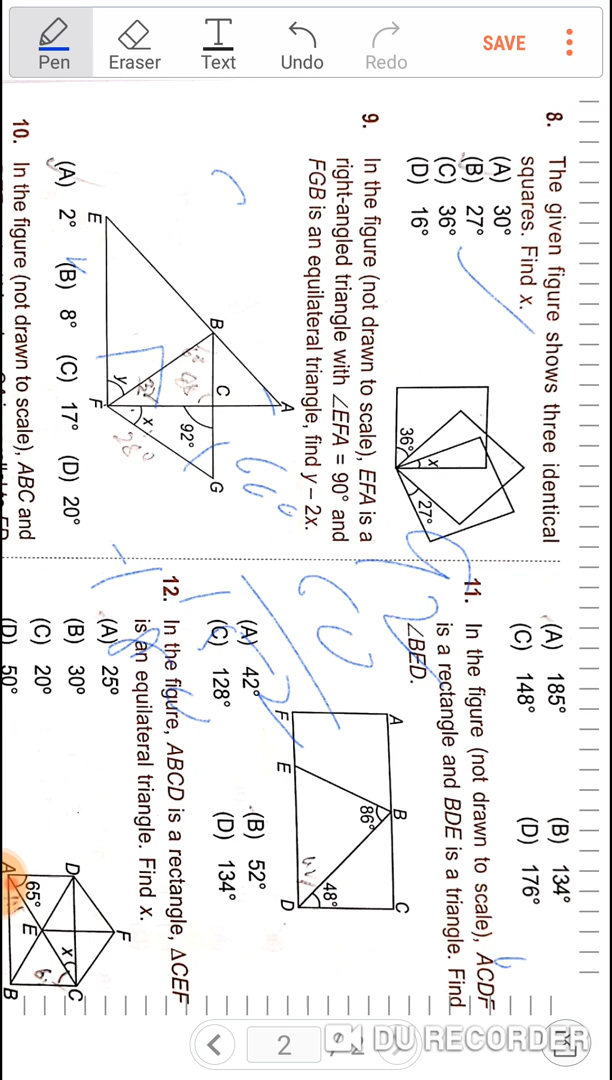 Pen
Eraser
Text
Undo
Redo
SAVE
8. The given figure shows three identical
squares. Find x.
(A) 30°
(B) 27°
(C) 36°
(D) 16°
36°
x
27°
9. In the figure (not drawn to scale), EFA is a
right-angled triangle with ∠EFA = 90° and
FGB is an equilateral triangle, find y – 2x.
A
B
C
G
E
F
92°
x
y
28°
60°
(A) 2° (B) 8° (C) 17° (D) 20°
10. In the figure (not drawn to scale), ABC and
(A) 185° (B) 134°
(C) 148° (D) 176°
11. In the figure (not drawn to scale), ACDF
is a rectangle and BDE is a triangle. Find
∠BED.
A
B
C
F
E
D
86°
48°
(A) 42° (B) 52°
(C) 128° (D) 134°
12. In the figure, ABCD is a rectangle, ΔCEF
is an equilateral triangle. Find x.
(A) 25°
(B) 30°
(C) 20°
(D) 50°
F
D
C
E
A
B
65°
x
2
DU RECORDER